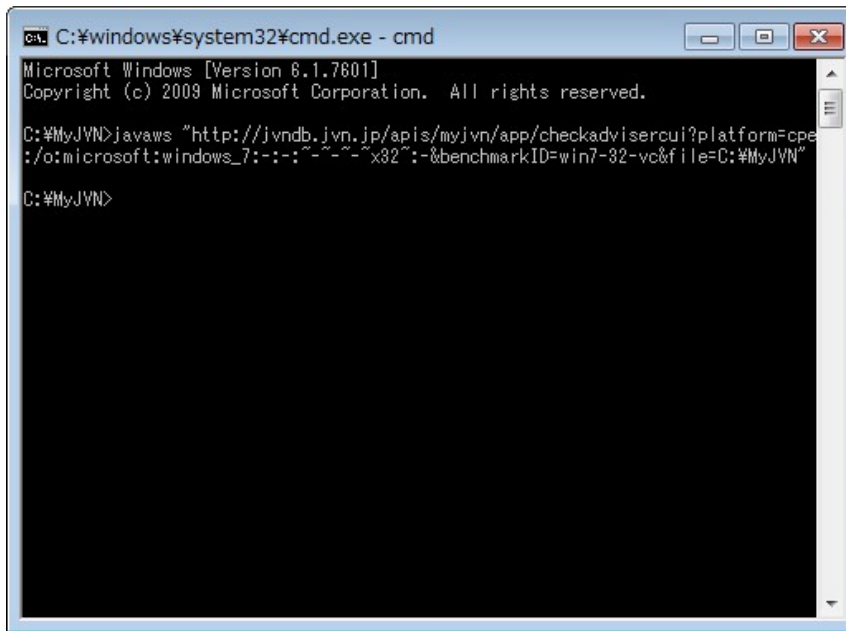 C:¥windows¥system32¥cmd.exe - cmd
Microsoft Windows [Version 6.1.7601]
Copyright (c) 2009 Microsoft Corporation.  All rights reserved.
C:¥MyJVN>javaws "http://jvndb.jvn.jp/apis/myjvn/app/checkadvisercui?platform=cpe
:/o:microsoft:windows_7:-:-:~-~-~-~x32~:-&benchmarkID=win7-32-vc&file=C:¥MyJVN"
C:¥MyJVN>